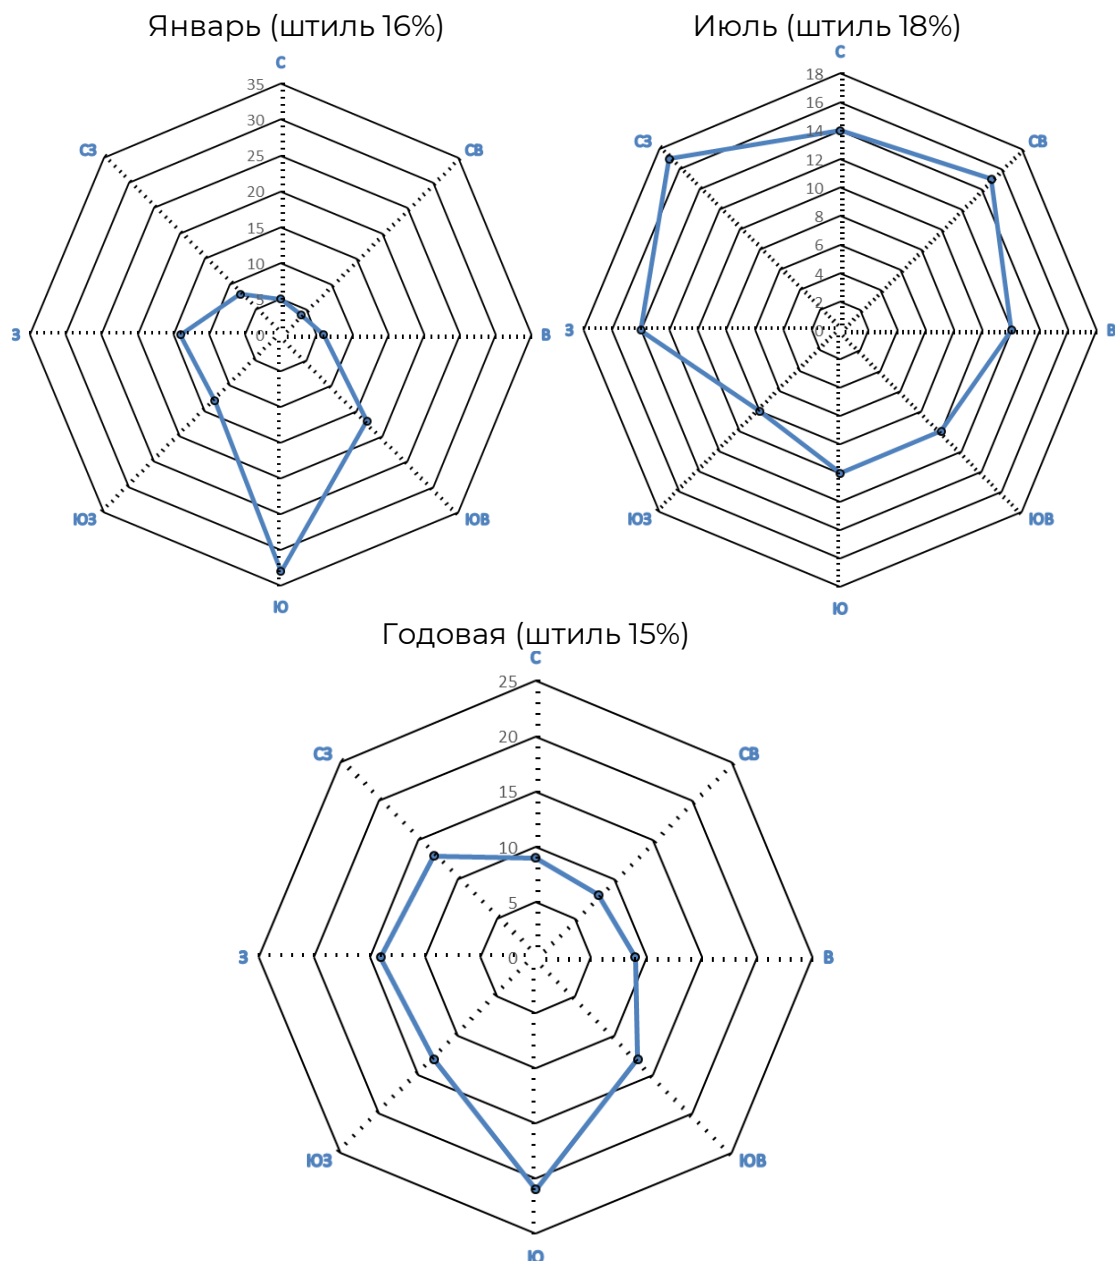 Январь (штиль 16%)
С
35
30
25
20
15
10
5
0
СЗ
СВ
З
В
ЮЗ
ЮВ
Ю
Июль (штиль 18%)
С
18
16
14
12
10
8
6
4
2
0
СЗ
СВ
З
В
ЮЗ
ЮВ
Ю
Годовая (штиль 15%)
С
25
20
15
10
5
0
СЗ
СВ
З
В
ЮЗ
ЮВ
Ю